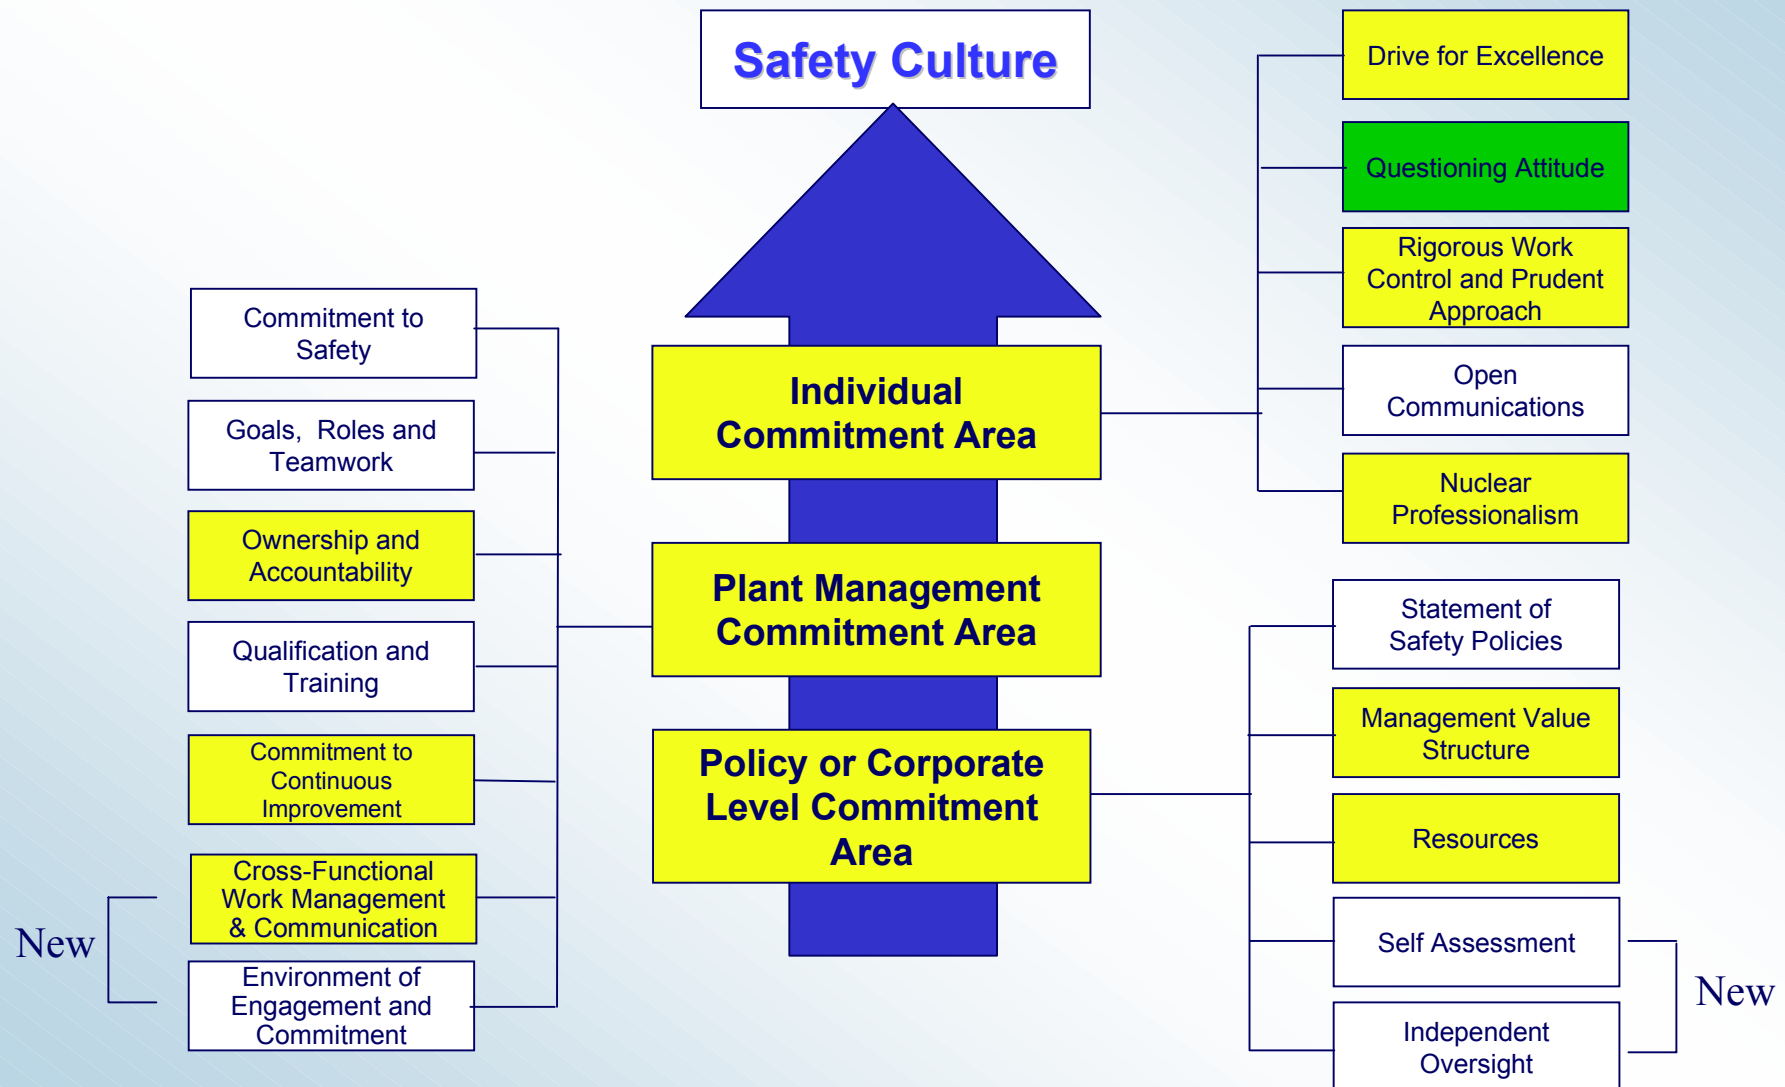 Safety Culture
Drive for Excellence
Questioning Attitude
Rigorous Work
Control and Prudent
Approach
Open
Communications
Nuclear
Professionalism
Individual
Commitment Area
Commitment to
Safety
Goals, Roles and
Teamwork
Ownership and
Accountability
Qualification and
Training
Commitment to
Continuous
Improvement
Cross-Functional
Work Management
& Communication
Environment of
Engagement and
Commitment
New
Plant Management
Commitment Area
Policy or Corporate
Level Commitment
Area
Statement of
Safety Policies
Management Value
Structure
Resources
Self Assessment
Independent
Oversight
New